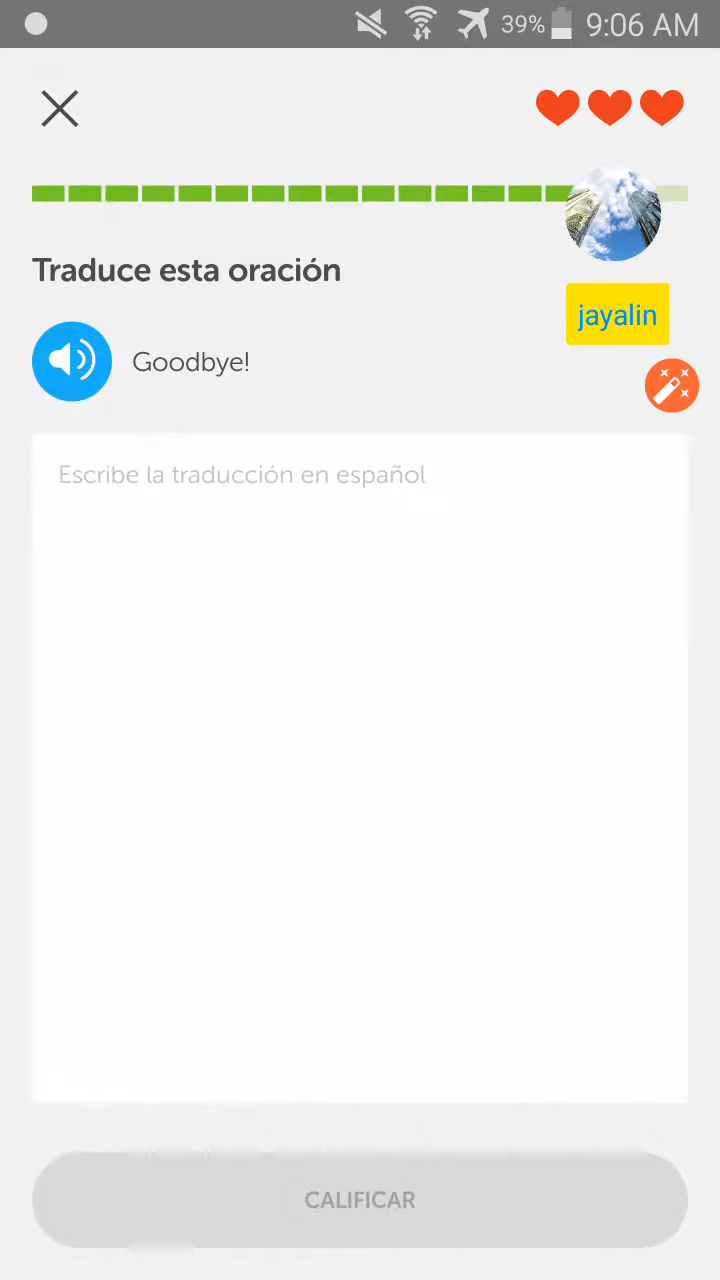 39% 9:06 AM
Traduce esta oración
jayalin
Goodbye!
Escribe la traducción en español
CALIFICAR